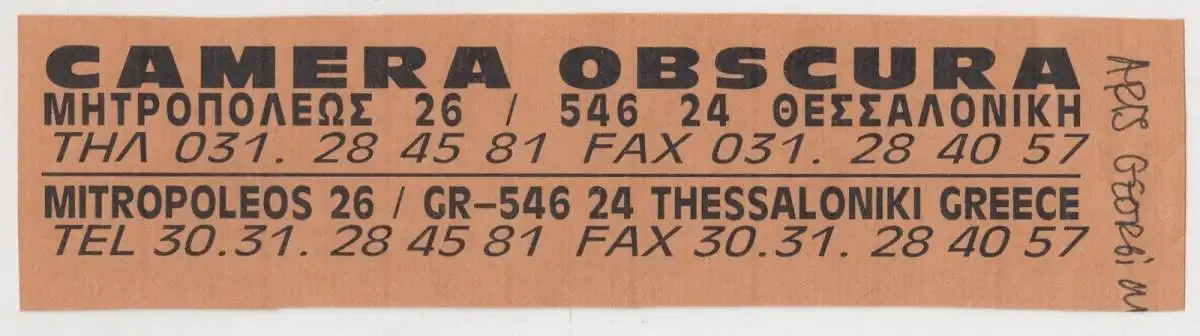 CAMERA OBSCURA
ΜΗΤΡΟΠΟΛΕΩΣ 26 / 546 24 ΘΕΣΣΑΛΟΝΙΚΗ
ΤΗΛ 031. 28 45 81 FAX 031. 28 40 57
MITROPOLEOS 26 / GR-546 24 THESSALONIKI GREECE
TEL 30.31. 28 45 81 FAX 30.31. 28 40 57